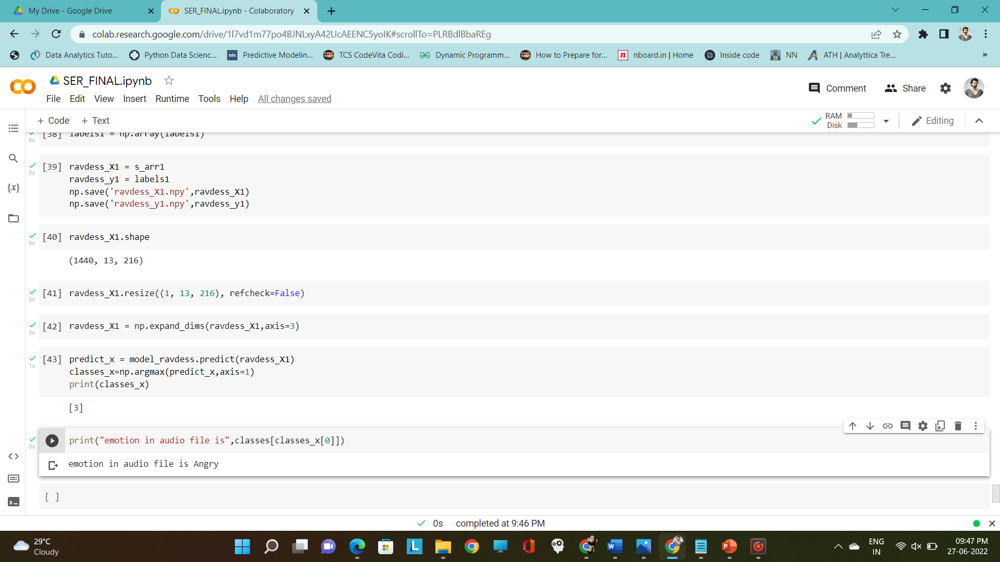 My Drive - Google Drive
SER_FINAL.ipynb - Colaboratory
colab.research.google.com/drive/1l7vd1m77po4BJNLxyA42UcAEENC5yoIK#scrollTo=PLRBdlBbaREg
Data Analytics Tuto...
Python Data Scienc...
tds Predictive Modelin...
TCS CodeVita Codi...
Dynamic Programm...
How to Prepare for...
n nboard.in | Home
Inside code
NN
ATH | Analyttica Tre...
»
SER_FINAL.ipynb
Comment
Share
File Edit View Insert Runtime Tools Help All changes saved
+ Code + Text
RAM
Disk
Editing
[38] labels1 = np.array(labels1)
0s
[39] ravdess_X1 = s_arr1
0s
ravdess_y1 = labels1
np.save('ravdess_X1.npy',ravdess_X1)
np.save('ravdess_y1.npy',ravdess_y1)
{x}
[40] ravdess_X1.shape
0s
(1440, 13, 216)
[41] ravdess_X1.resize((1, 13, 216), refcheck=False)
0s
[42] ravdess_X1 = np.expand_dims(ravdess_X1,axis=3)
0s
[43] predict_x = model_ravdess.predict(ravdess_X1)
1s
classes_x=np.argmax(predict_x,axis=1)
print(classes_x)
[3]
print("emotion in audio file is",classes[classes_x[0]])
0s
emotion in audio file is Angry
[ ]
0s completed at 9:46 PM
29°C
Cloudy
ENG
IN
09:47 PM
27-06-2022